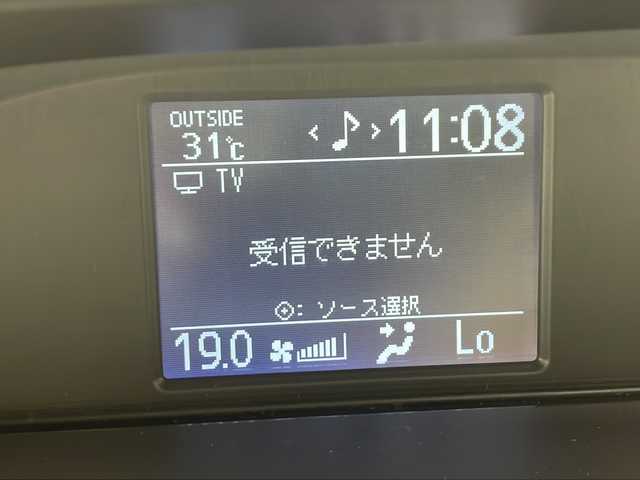 OUTSIDE
31℃ 11:08
TV
受信できません
: ソース選択
19.0 Lo